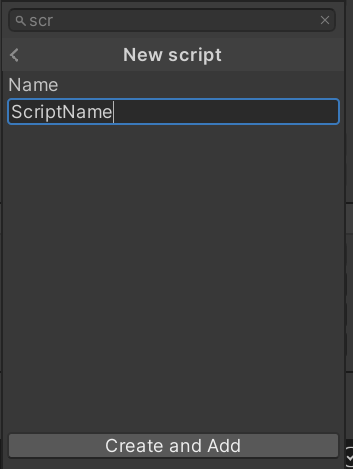 scr
New script
Name
ScriptName
Create and Add